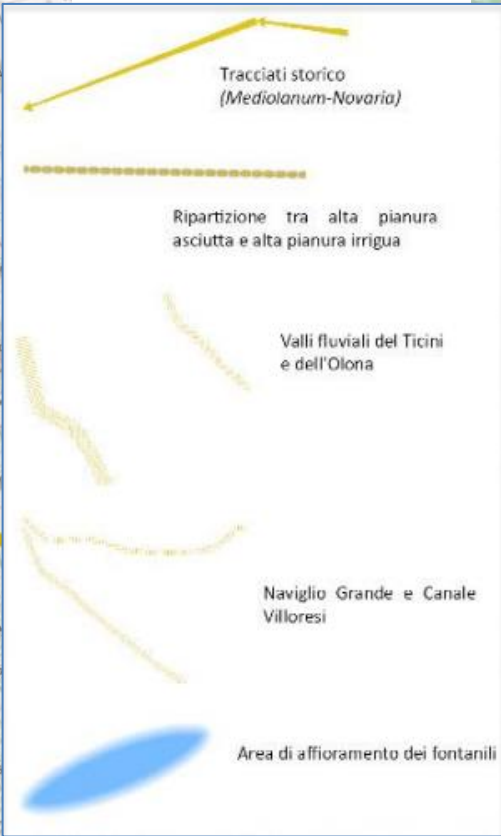 Tracciati storico
(Mediolanum-Novaria)
Ripartizione tra alta pianura
asciutta e alta pianura irrigua
Valli fluviali del Ticini
e dell'Olona
Naviglio Grande e Canale
Villoresi
Area di affioramento dei fontanili